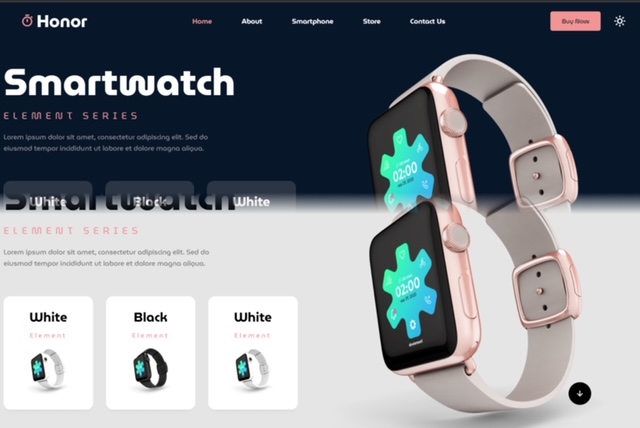 Honor
Home
About
Smartphone
Store
Contact Us
Buy Now
Smartwatch
ELEMENT SERIES
Lorem ipsum dolor sit amet, consectetur adipiscing elit. Sed do
eiusmod tempor incididunt ut labore et dolore magna aliqua.
White
Black
White
Smartwatch
ELEMENT SERIES
Lorem ipsum dolor sit amet, consectetur adipiscing elit. Sed do
eiusmod tempor incididunt ut labore et dolore magna aliqua.
White
Element
Black
Element
White
Element
02:00
02:00